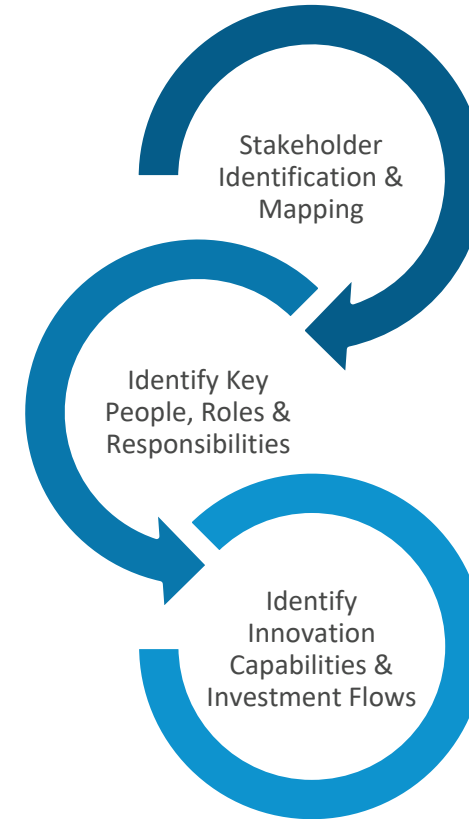 Stakeholder
Identification &
Mapping
Identify Key
People, Roles &
Responsibilities
Identify
Innovation
Capabilities &
Investment Flows